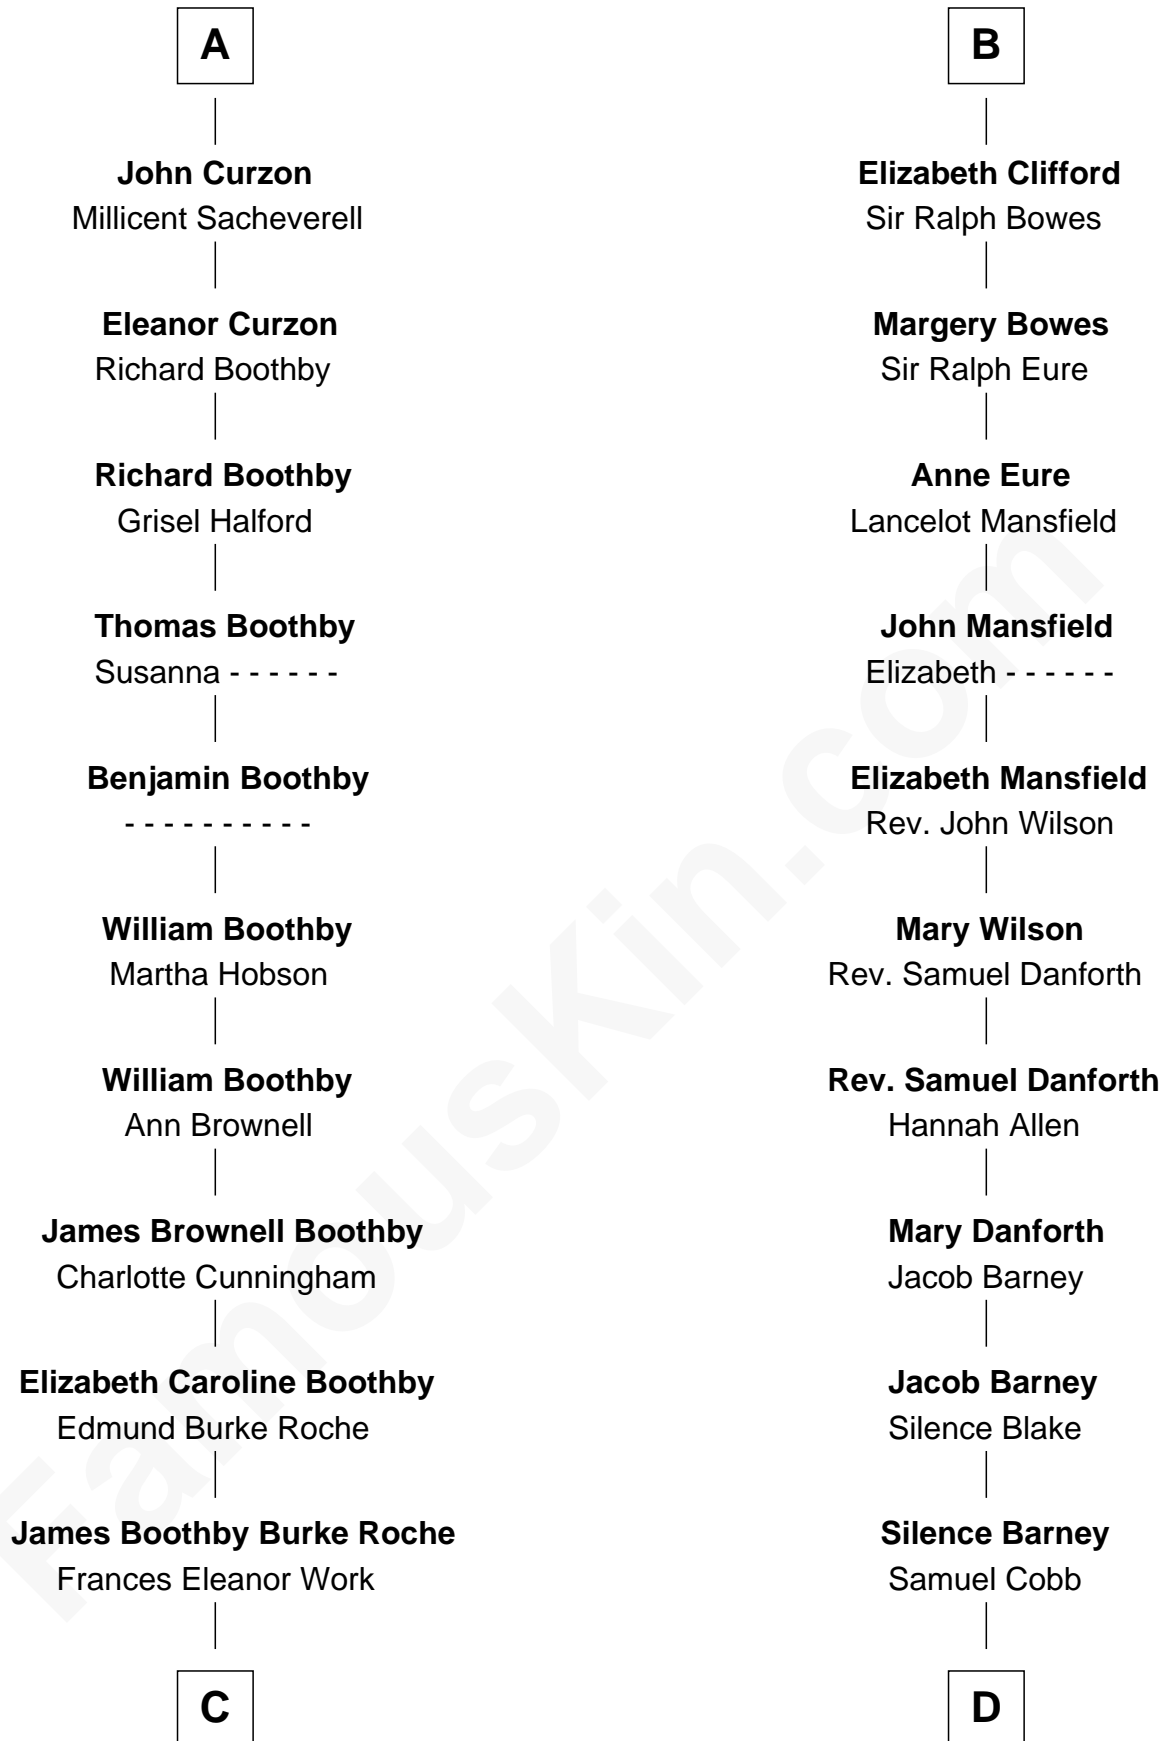 A
John Curzon
Millicent Sacheverell
Eleanor Curzon
Richard Boothby
Richard Boothby
Grisel Halford
Thomas Boothby
Susanna - - - - - -
Benjamin Boothby
- - - - - - - - - -
William Boothby
Martha Hobson
William Boothby
Ann Brownell
James Brownell Boothby
Charlotte Cunningham
Elizabeth Caroline Boothby
Edmund Burke Roche
James Boothby Burke Roche
Frances Eleanor Work
C
B
Elizabeth Clifford
Sir Ralph Bowes
Margery Bowes
Sir Ralph Eure
Anne Eure
Lancelot Mansfield
John Mansfield
Elizabeth - - - - - -
Elizabeth Mansfield
Rev. John Wilson
Mary Wilson
Rev. Samuel Danforth
Rev. Samuel Danforth
Hannah Allen
Mary Danforth
Jacob Barney
Jacob Barney
Silence Blake
Silence Barney
Samuel Cobb
D
FamousKin.com